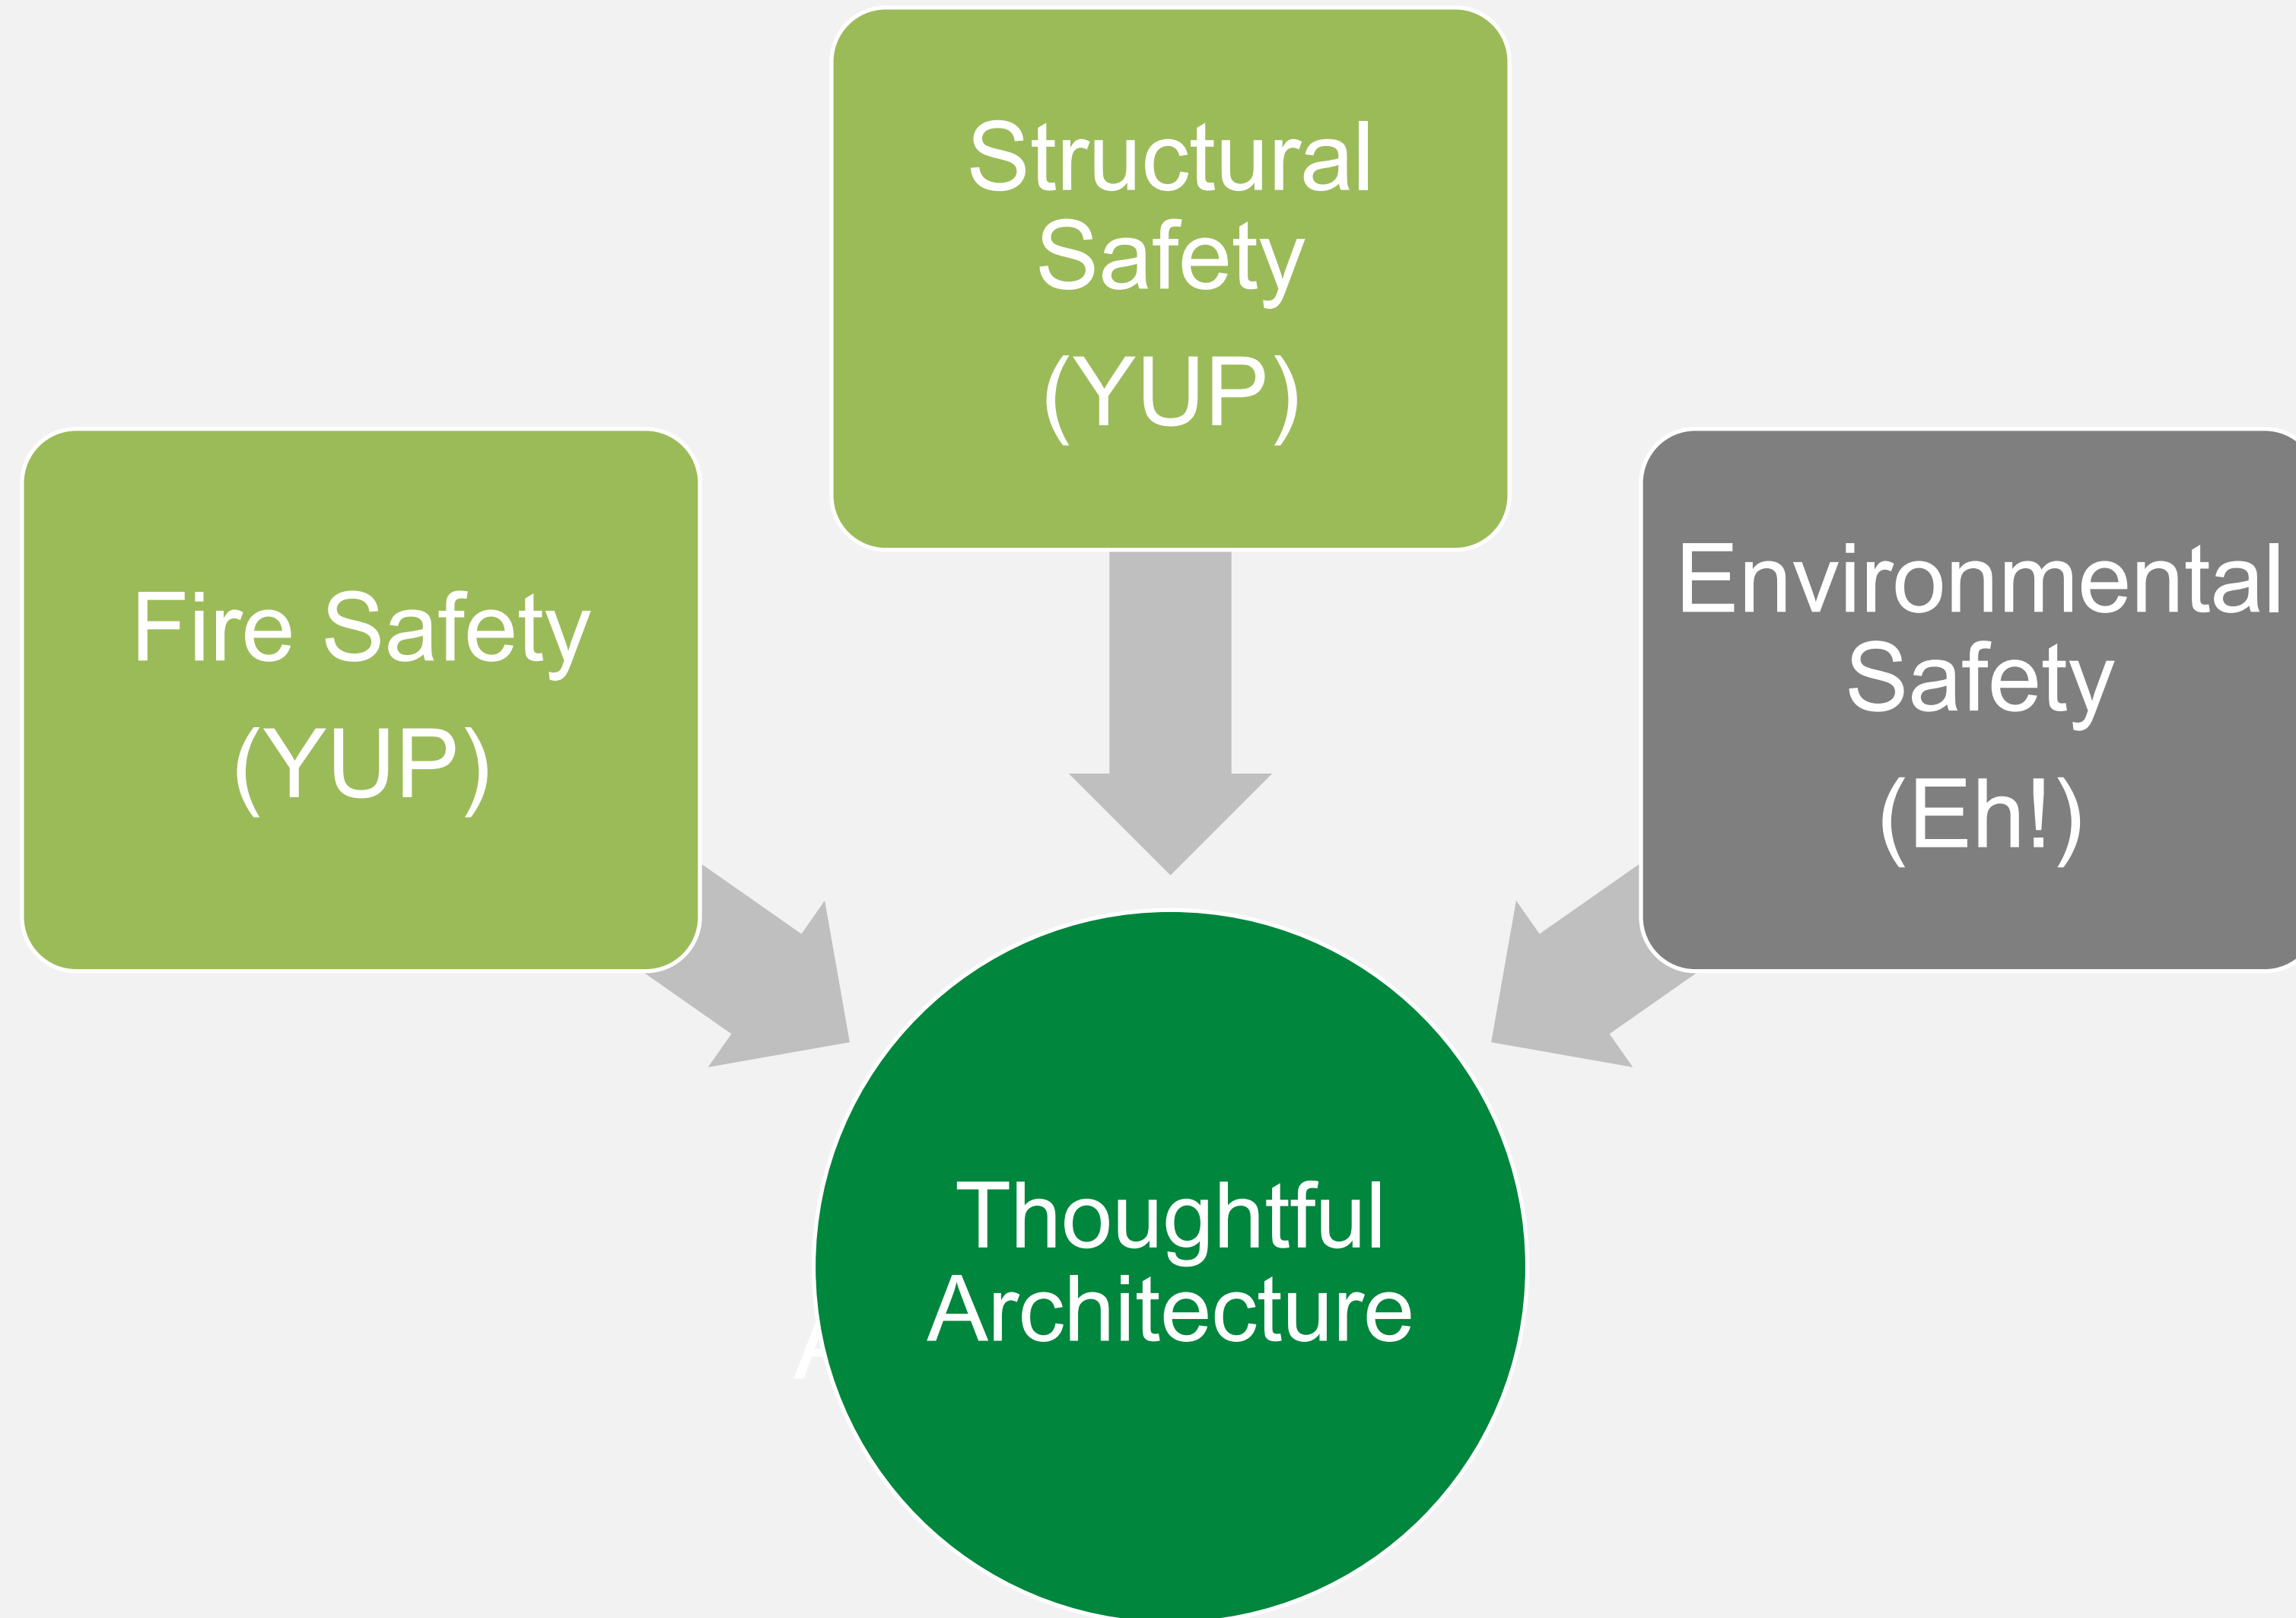 Structural
Safety
(YUP)
Fire Safety
(YUP)
Environmental
Safety
(Eh!)
Thoughtful
Architecture